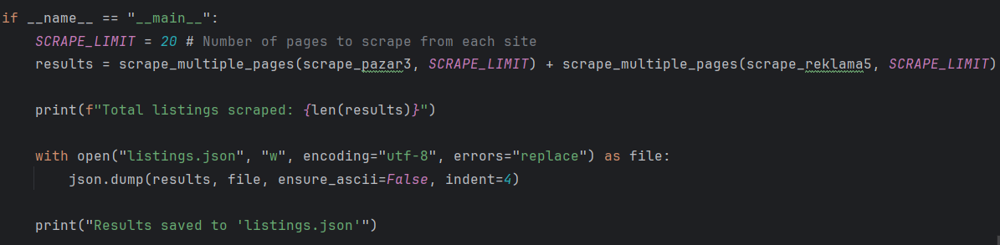 if __name__ == "__main__":
    SCRAPE_LIMIT = 20 # Number of pages to scrape from each site
    results = scrape_multiple_pages(scrape_pazar3, SCRAPE_LIMIT) + scrape_multiple_pages(scrape_reklama5, SCRAPE_LIMIT)
    print(f"Total listings scraped: {len(results)}")
    with open("listings.json", "w", encoding="utf-8", errors="replace") as file:
        json.dump(results, file, ensure_ascii=False, indent=4)
    print("Results saved to 'listings.json'")